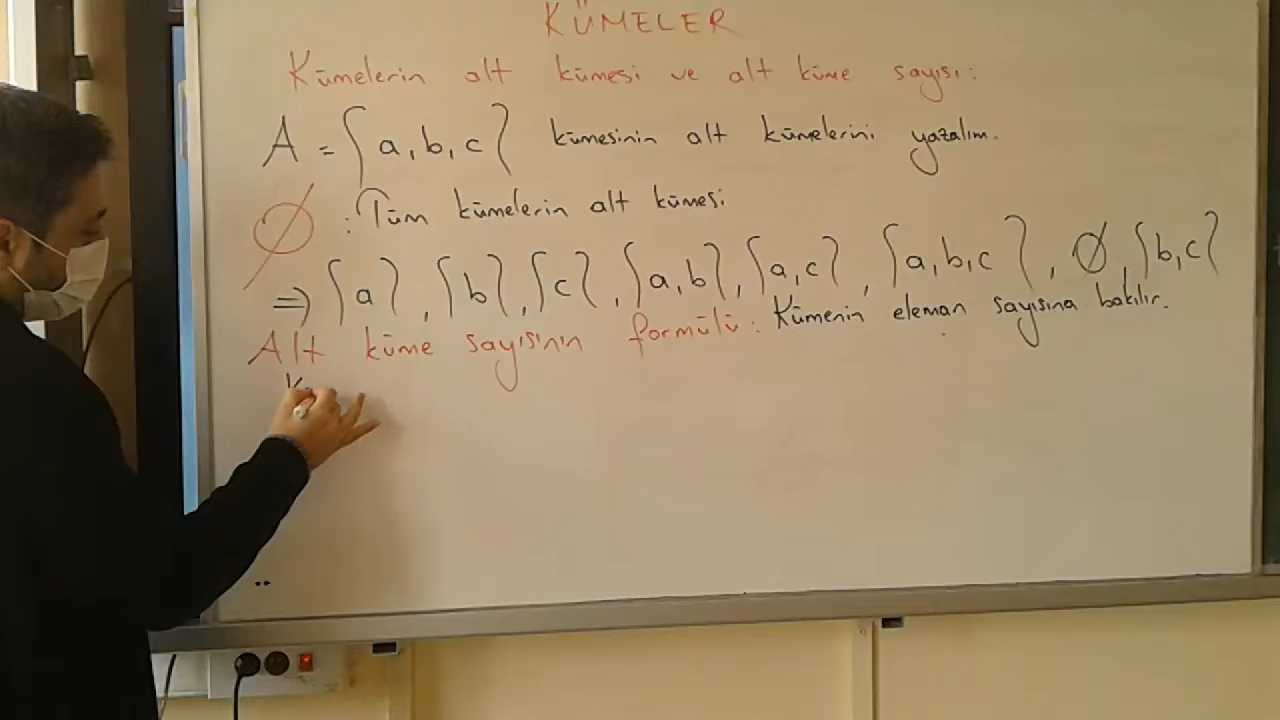 KÜMELER
Kümelerin alt kümesi ve alt küme sayısı:
A = {a, b, c} kümesinin alt kümelerini yazalım.
∅ : Tüm kümelerin alt kümesi
⇒ {a}, {b}, {c}, {a, b}, {a, c}, {a, b, c}, ∅, {b, c}
Alt küme sayısının formülü: Kümenin eleman sayısına bakılır.